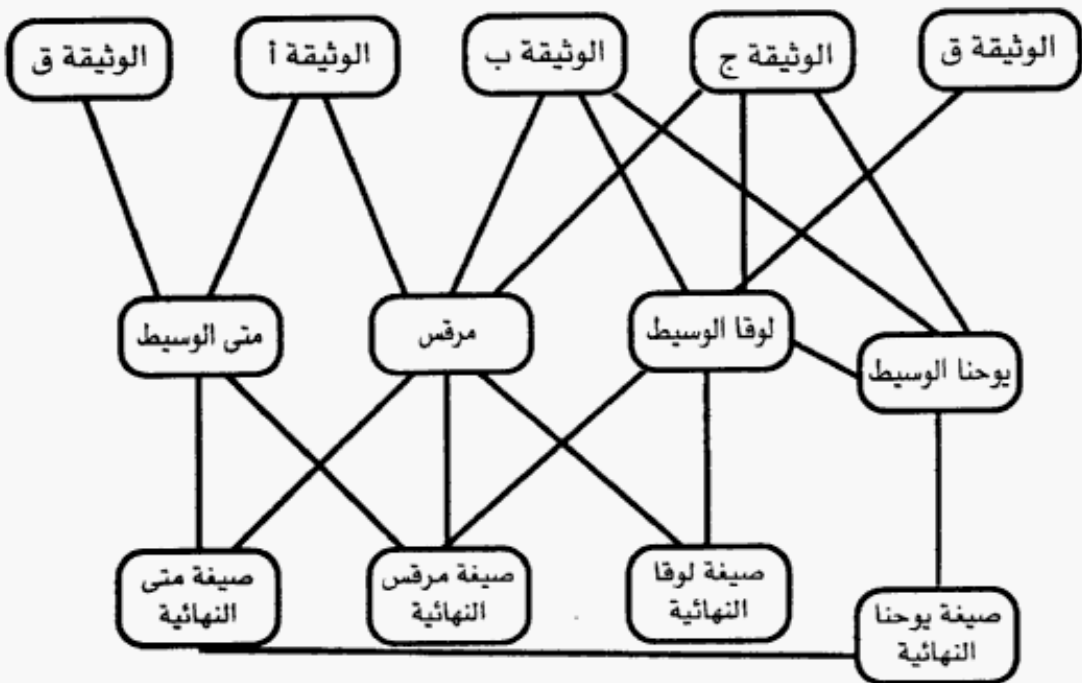 الوثيقة ق
الوثيقة ج
الوثيقة ب
الوثيقة أ
الوثيقة ق
يوحنا الوسيط
لوقا الوسيط
مرقس
متى الوسيط
صيغة يوحنا
النهائية
صيغة لوقا
النهائية
صيغة مرقس
النهائية
صيغة متى
النهائية